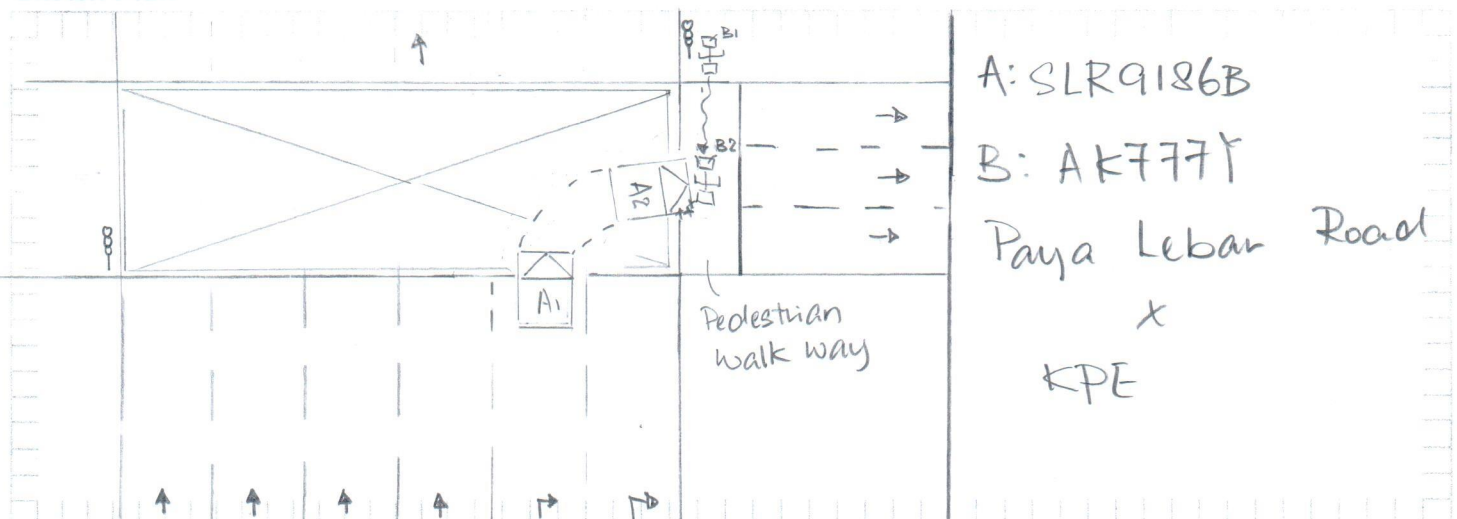 B1
B2
A2
A1
Pedestrian
walk way
A: SLR9186B
B: AK777Y
Paya Lebar Road
x
KPE